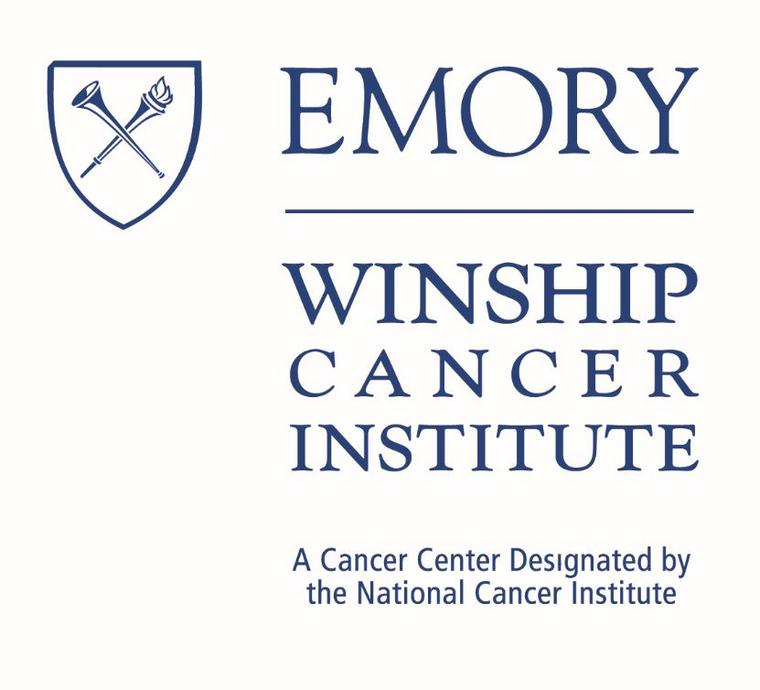 EMORY
WINSHIP
CANCER
INSTITUTE
A Cancer Center Designated by
the National Cancer Institute